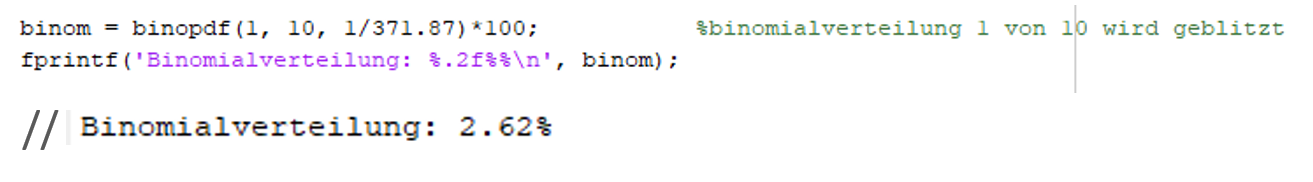 binom = binopdf(1, 10, 1/371.87)*100; %binomialverteilung 1 von 10 wird geblitzt
fprintf('Binomialverteilung: %.2f%%\n', binom);
// Binomialverteilung: 2.62%